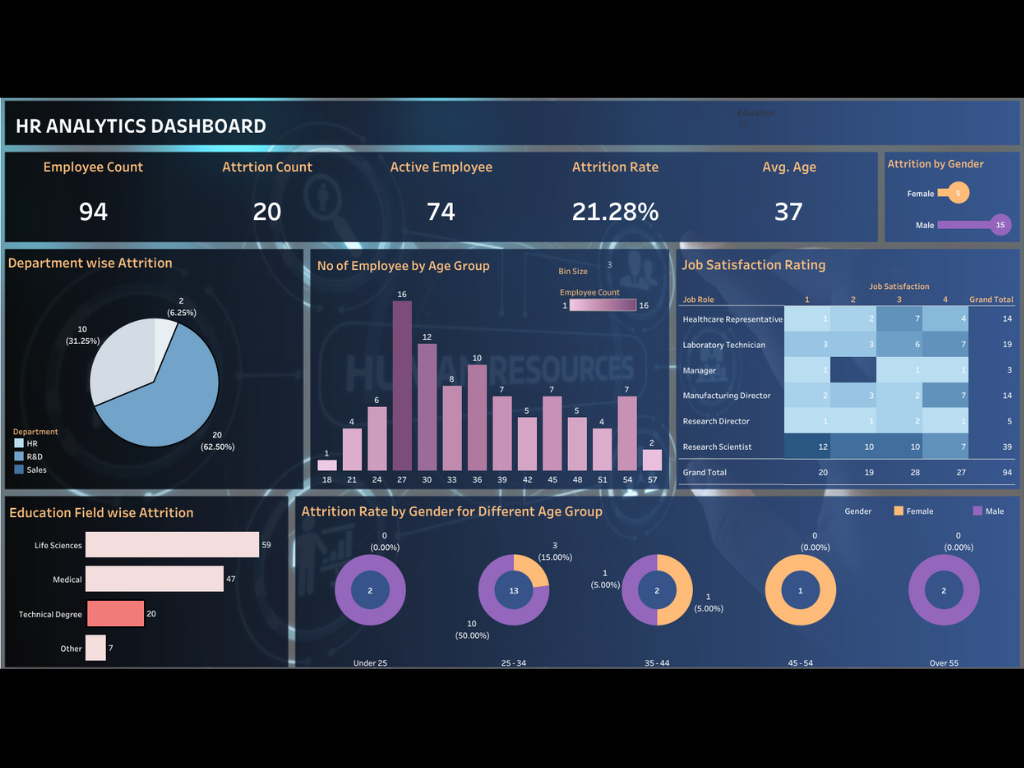 HR ANALYTICS DASHBOARD
Employee Count
94
Attrtion Count
20
Active Employee
74
Attrition Rate
21.28%
Avg. Age
37
Attrition by Gender
Female
5
Male
15
Department wise Attrition
2
(6.25%)
10
(31.25%)
20
(62.50%)
Department
HR
R&D
Sales
No of Employee by Age Group
Bin Size 3
Employee Count
1 16
1 4 6 16 12 8 10 7 5 7 5 4 7 2
HUMAN RESOURCES
18 21 24 27 30 33 36 39 42 45 48 51 54 57
Job Satisfaction Rating
Job Satisfaction
Job Role 1 2 3 4 Grand Total
Healthcare Representative 1 2 7 4 14
Laboratory Technician 3 3 6 7 19
Manager 1 1 1 3
Manufacturing Director 2 3 2 7 14
Research Director 1 1 2 1 5
Research Scientist 12 10 10 7 39
Grand Total 20 19 28 27 94
Education Field wise Attrition
Life Sciences 59
Medical 47
Technical Degree 20
Other 7
Attrition Rate by Gender for Different Age Group
Gender Female Male
0
(0.00%)
2
Under 25
3
(15.00%)
13
10
(50.00%)
25 - 34
1
(5.00%)
2
1
(5.00%)
35 - 44
0
(0.00%)
1
45 - 54
0
(0.00%)
2
Over 55